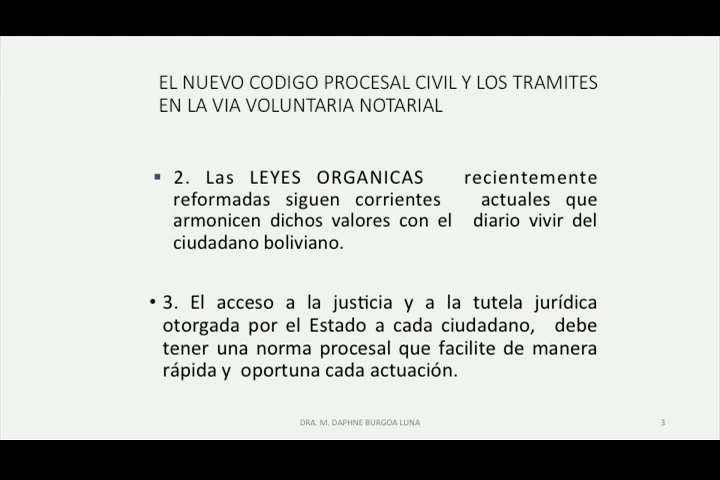 EL NUEVO CODIGO PROCESAL CIVIL Y LOS TRAMITES
EN LA VIA VOLUNTARIA NOTARIAL
▪ 2. Las LEYES ORGANICAS recientemente
reformadas siguen corrientes actuales que
armonicen dichos valores con el diario vivir del
ciudadano boliviano.
• 3. El acceso a la justicia y a la tutela jurídica
otorgada por el Estado a cada ciudadano, debe
tener una norma procesal que facilite de manera
rápida y oportuna cada actuación.
DRA. M. DAPHNE BURGOA LUNA
3